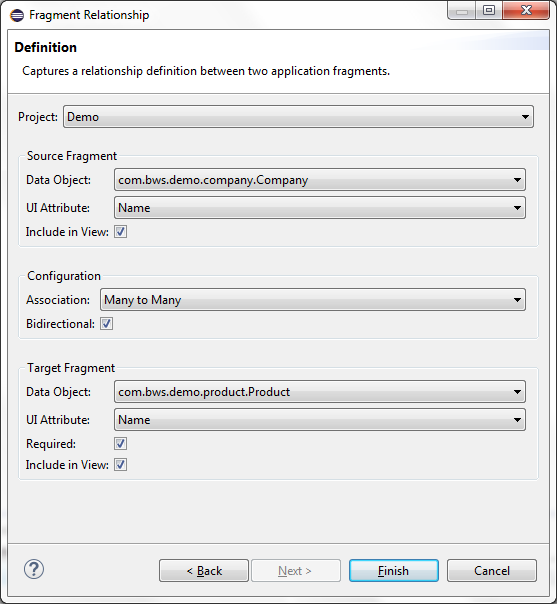 Fragment Relationship
Definition
Captures a relationship definition between two application fragments.
Project: Demo
Source Fragment
Data Object: com.bws.demo.company.Company
UI Attribute: Name
Include in View:
Configuration
Association: Many to Many
Bidirectional:
Target Fragment
Data Object: com.bws.demo.product.Product
UI Attribute: Name
Required:
Include in View:
? < Back Next > Finish Cancel